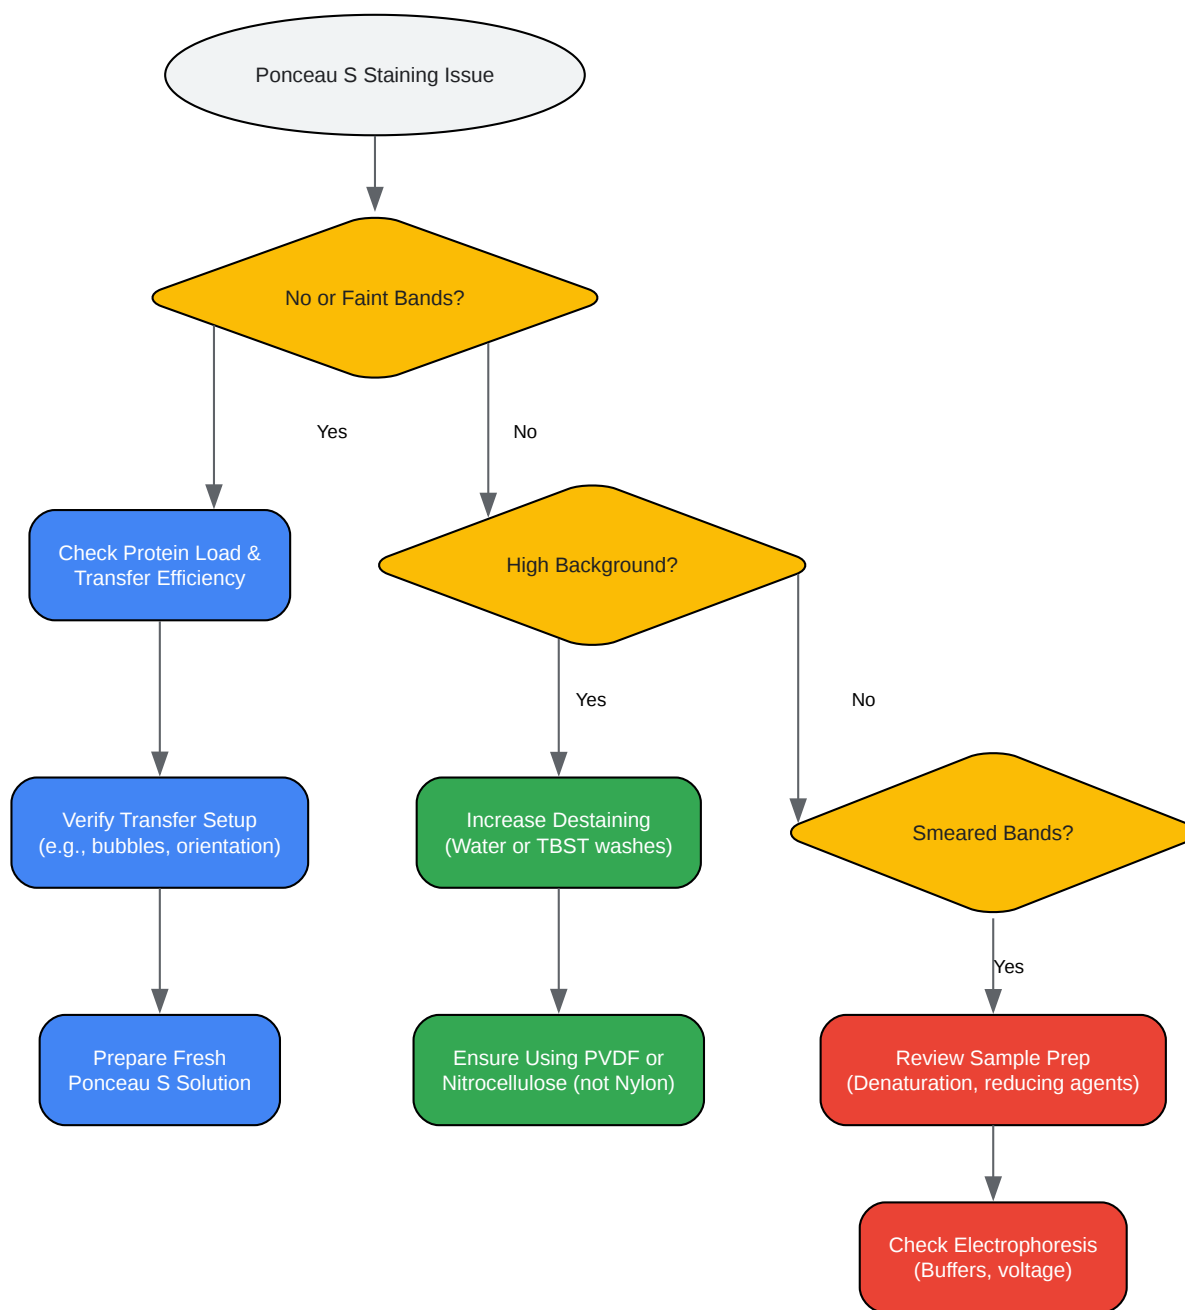 Ponceau S Staining Issue
No or Faint Bands?
Yes
No
Check Protein Load &
Transfer Efficiency
High Background?
Yes
No
Verify Transfer Setup
(e.g., bubbles, orientation)
Increase Destaining
(Water or TBST washes)
Smeared Bands?
Yes
Prepare Fresh
Ponceau S Solution
Ensure Using PVDF or
Nitrocellulose (not Nylon)
Review Sample Prep
(Denaturation, reducing agents)
Check Electrophoresis
(Buffers, voltage)